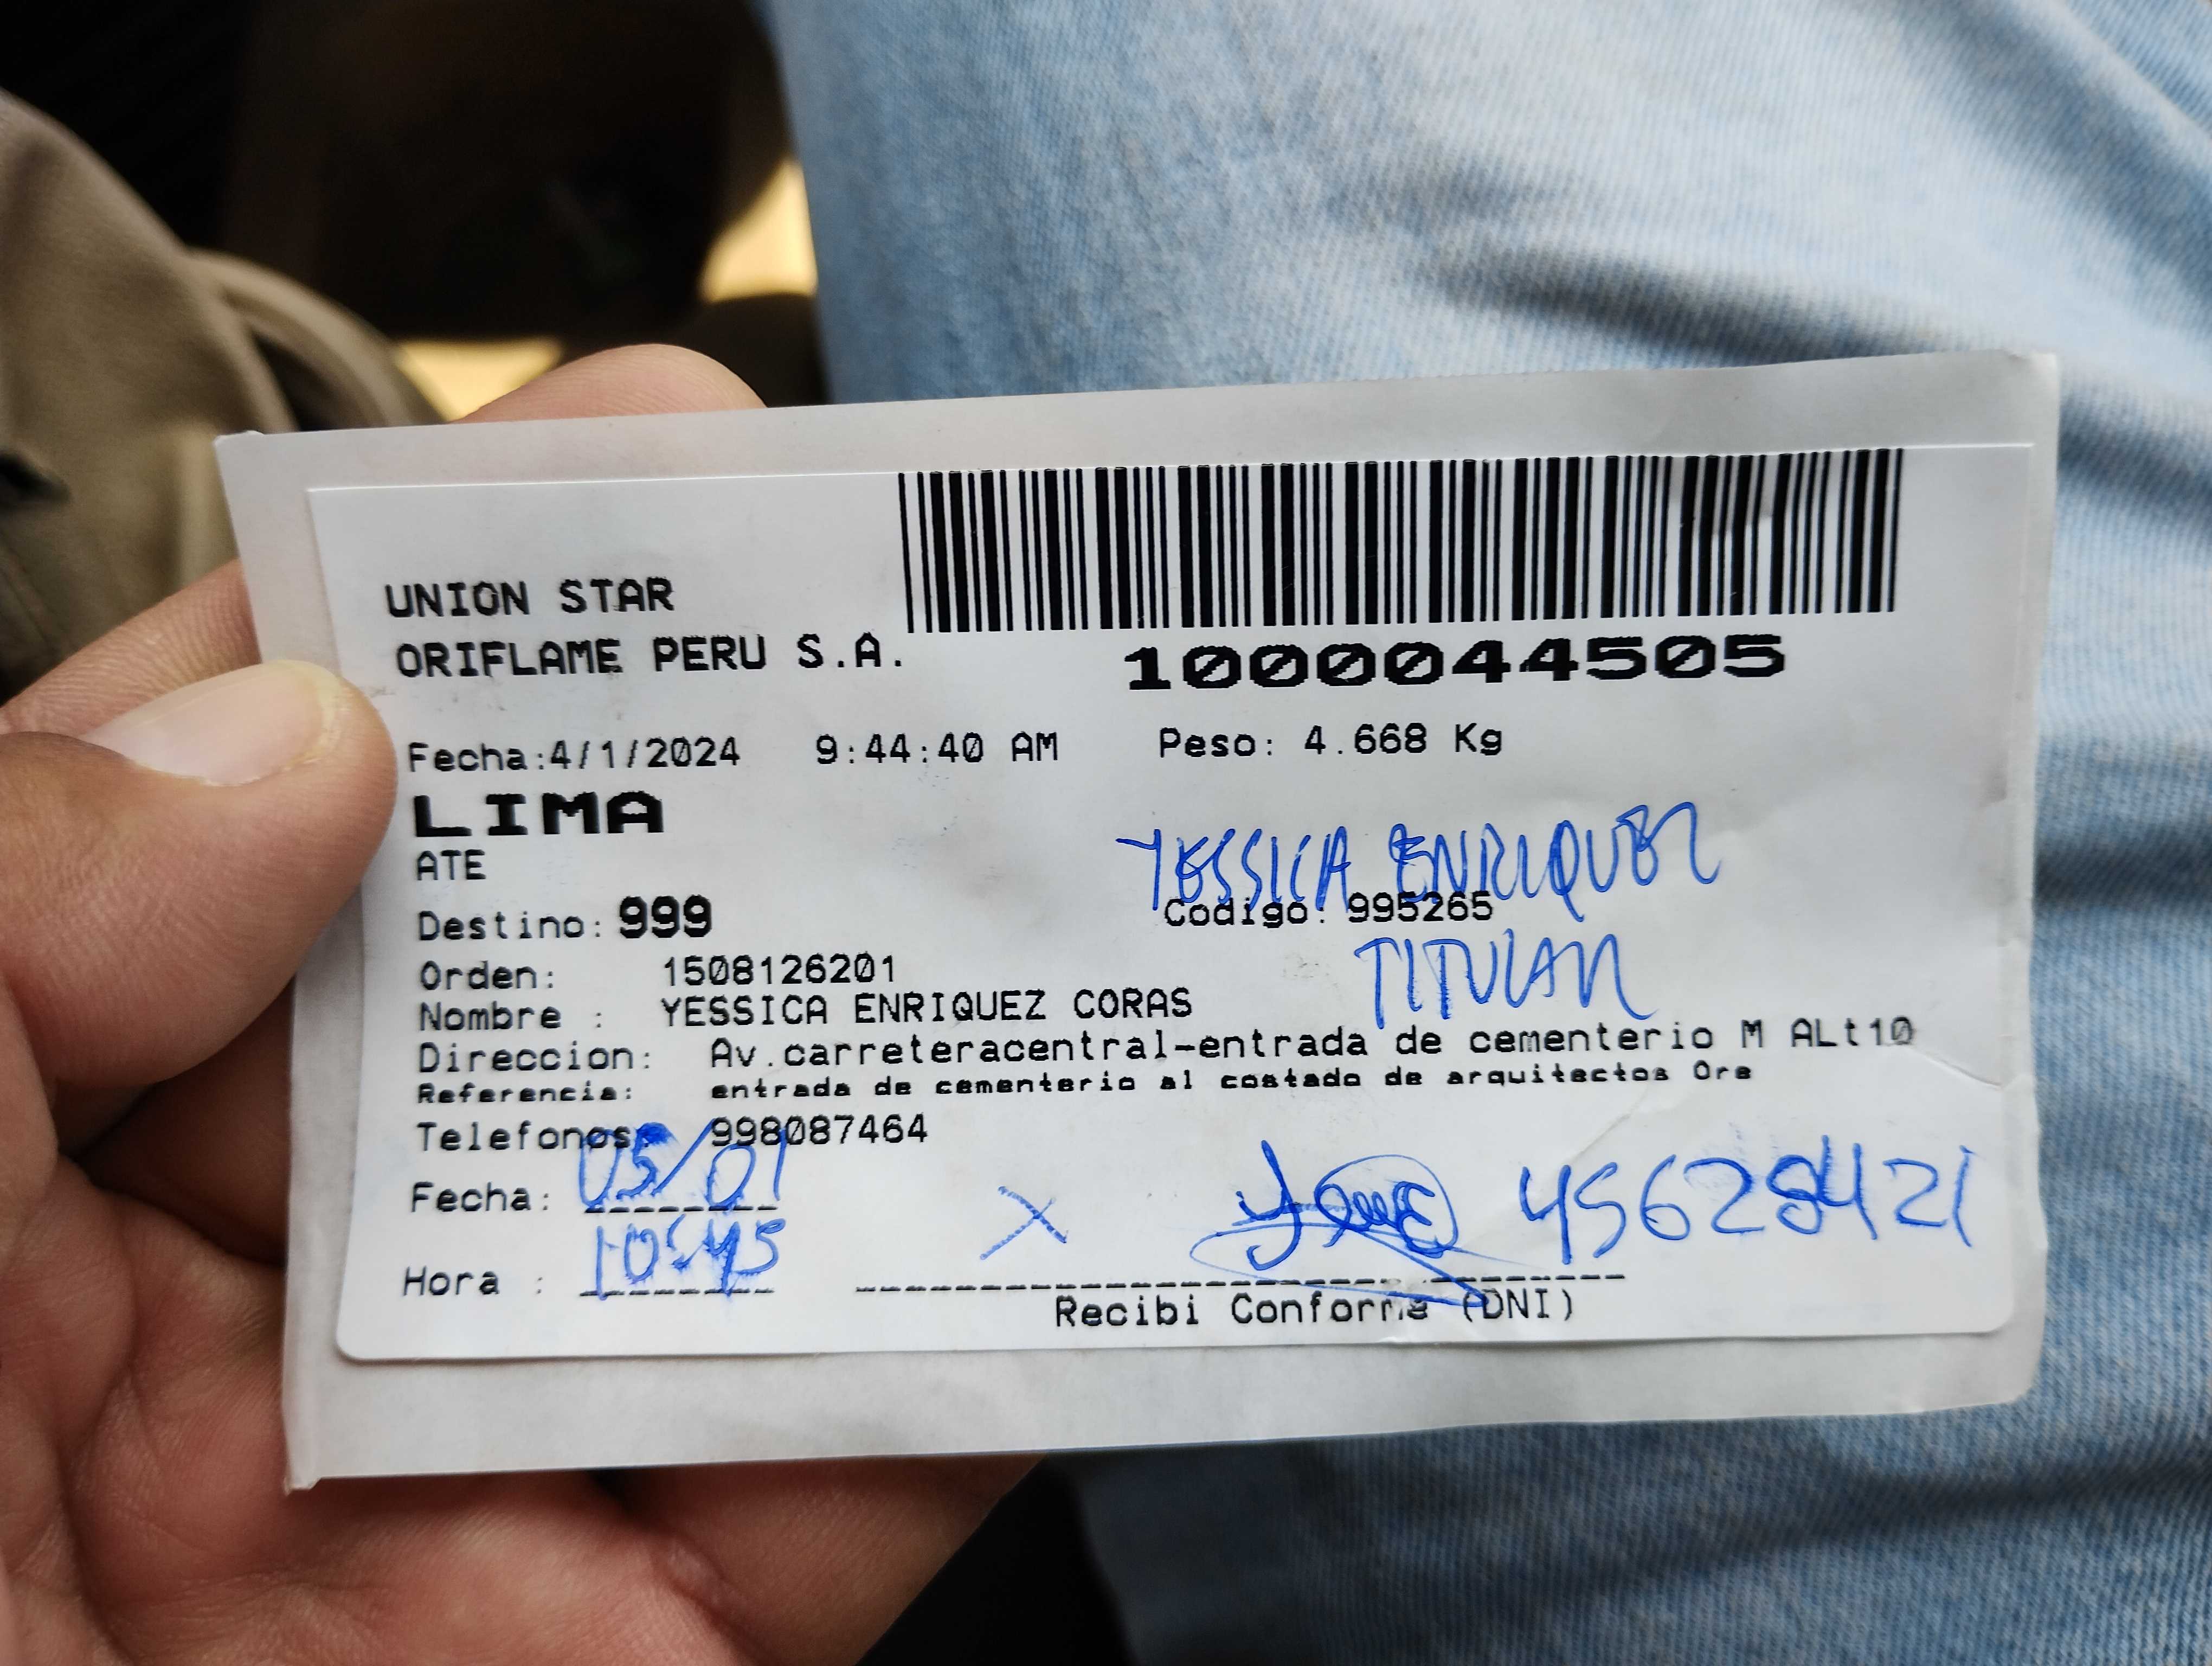 UNION STAR
ORIFLAME PERU S.A.
1000044505
Fecha:4/1/2024 9:44:40 AM Peso: 4.668 Kg
LIMA
ATE
YESSICA ENRIQUEZ
Destino: 999 Codigo: 995265
TITULAR
Orden: 1508126201
Nombre : YESSICA ENRIQUEZ CORAS
Direccion: Av.carreteracentral-entrada de cementerio M ALt10
Referencia: entrada de cementerio al costado de arquitectos Ore
Telefonos: 998087464
Fecha: 05/01
X 45628421
Hora : 10:45
Recibi Conforme (DNI)